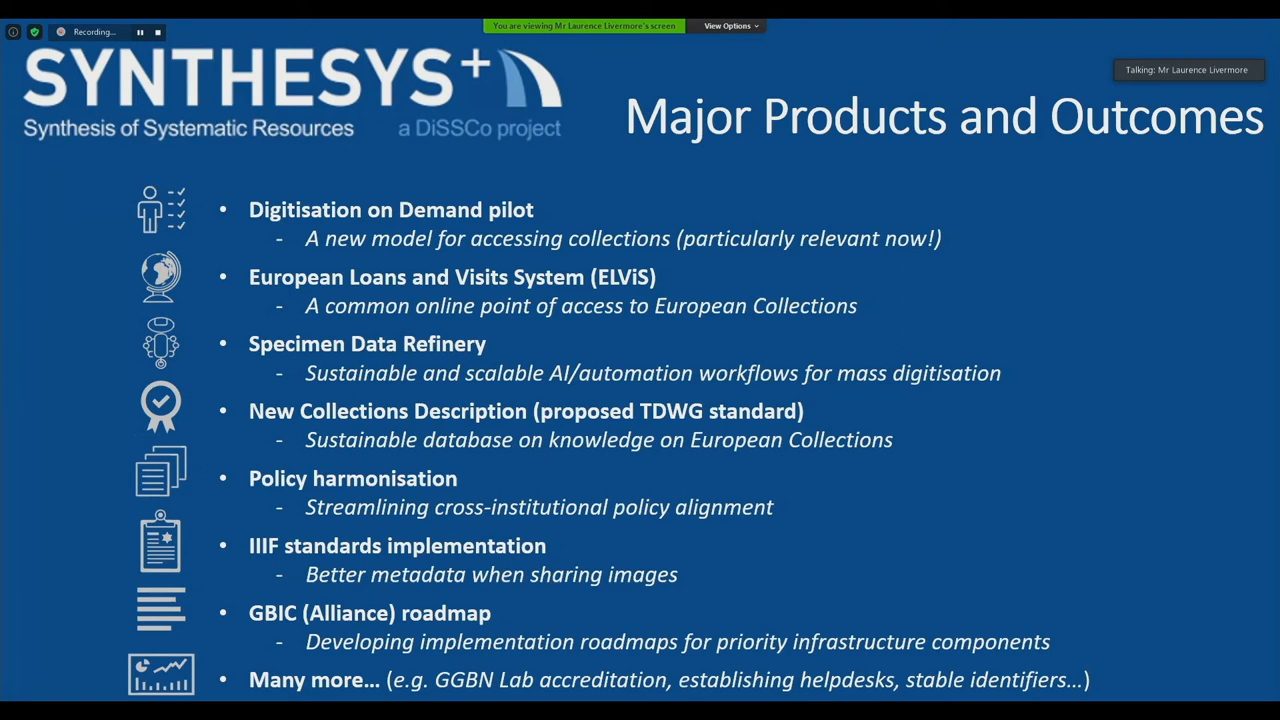 Recording...
You are viewing Mr Laurence Livermore's screen
View Options
Talking: Mr Laurence Livermore
SYNTHESYS+
Synthesis of Systematic Resources
a DiSSCo project
Major Products and Outcomes
• Digitisation on Demand pilot
- A new model for accessing collections (particularly relevant now!)
• European Loans and Visits System (ELViS)
- A common online point of access to European Collections
• Specimen Data Refinery
- Sustainable and scalable AI/automation workflows for mass digitisation
• New Collections Description (proposed TDWG standard)
- Sustainable database on knowledge on European Collections
• Policy harmonisation
- Streamlining cross-institutional policy alignment
• IIIF standards implementation
- Better metadata when sharing images
• GBIC (Alliance) roadmap
- Developing implementation roadmaps for priority infrastructure components
• Many more... (e.g. GGBN Lab accreditation, establishing helpdesks, stable identifiers...)